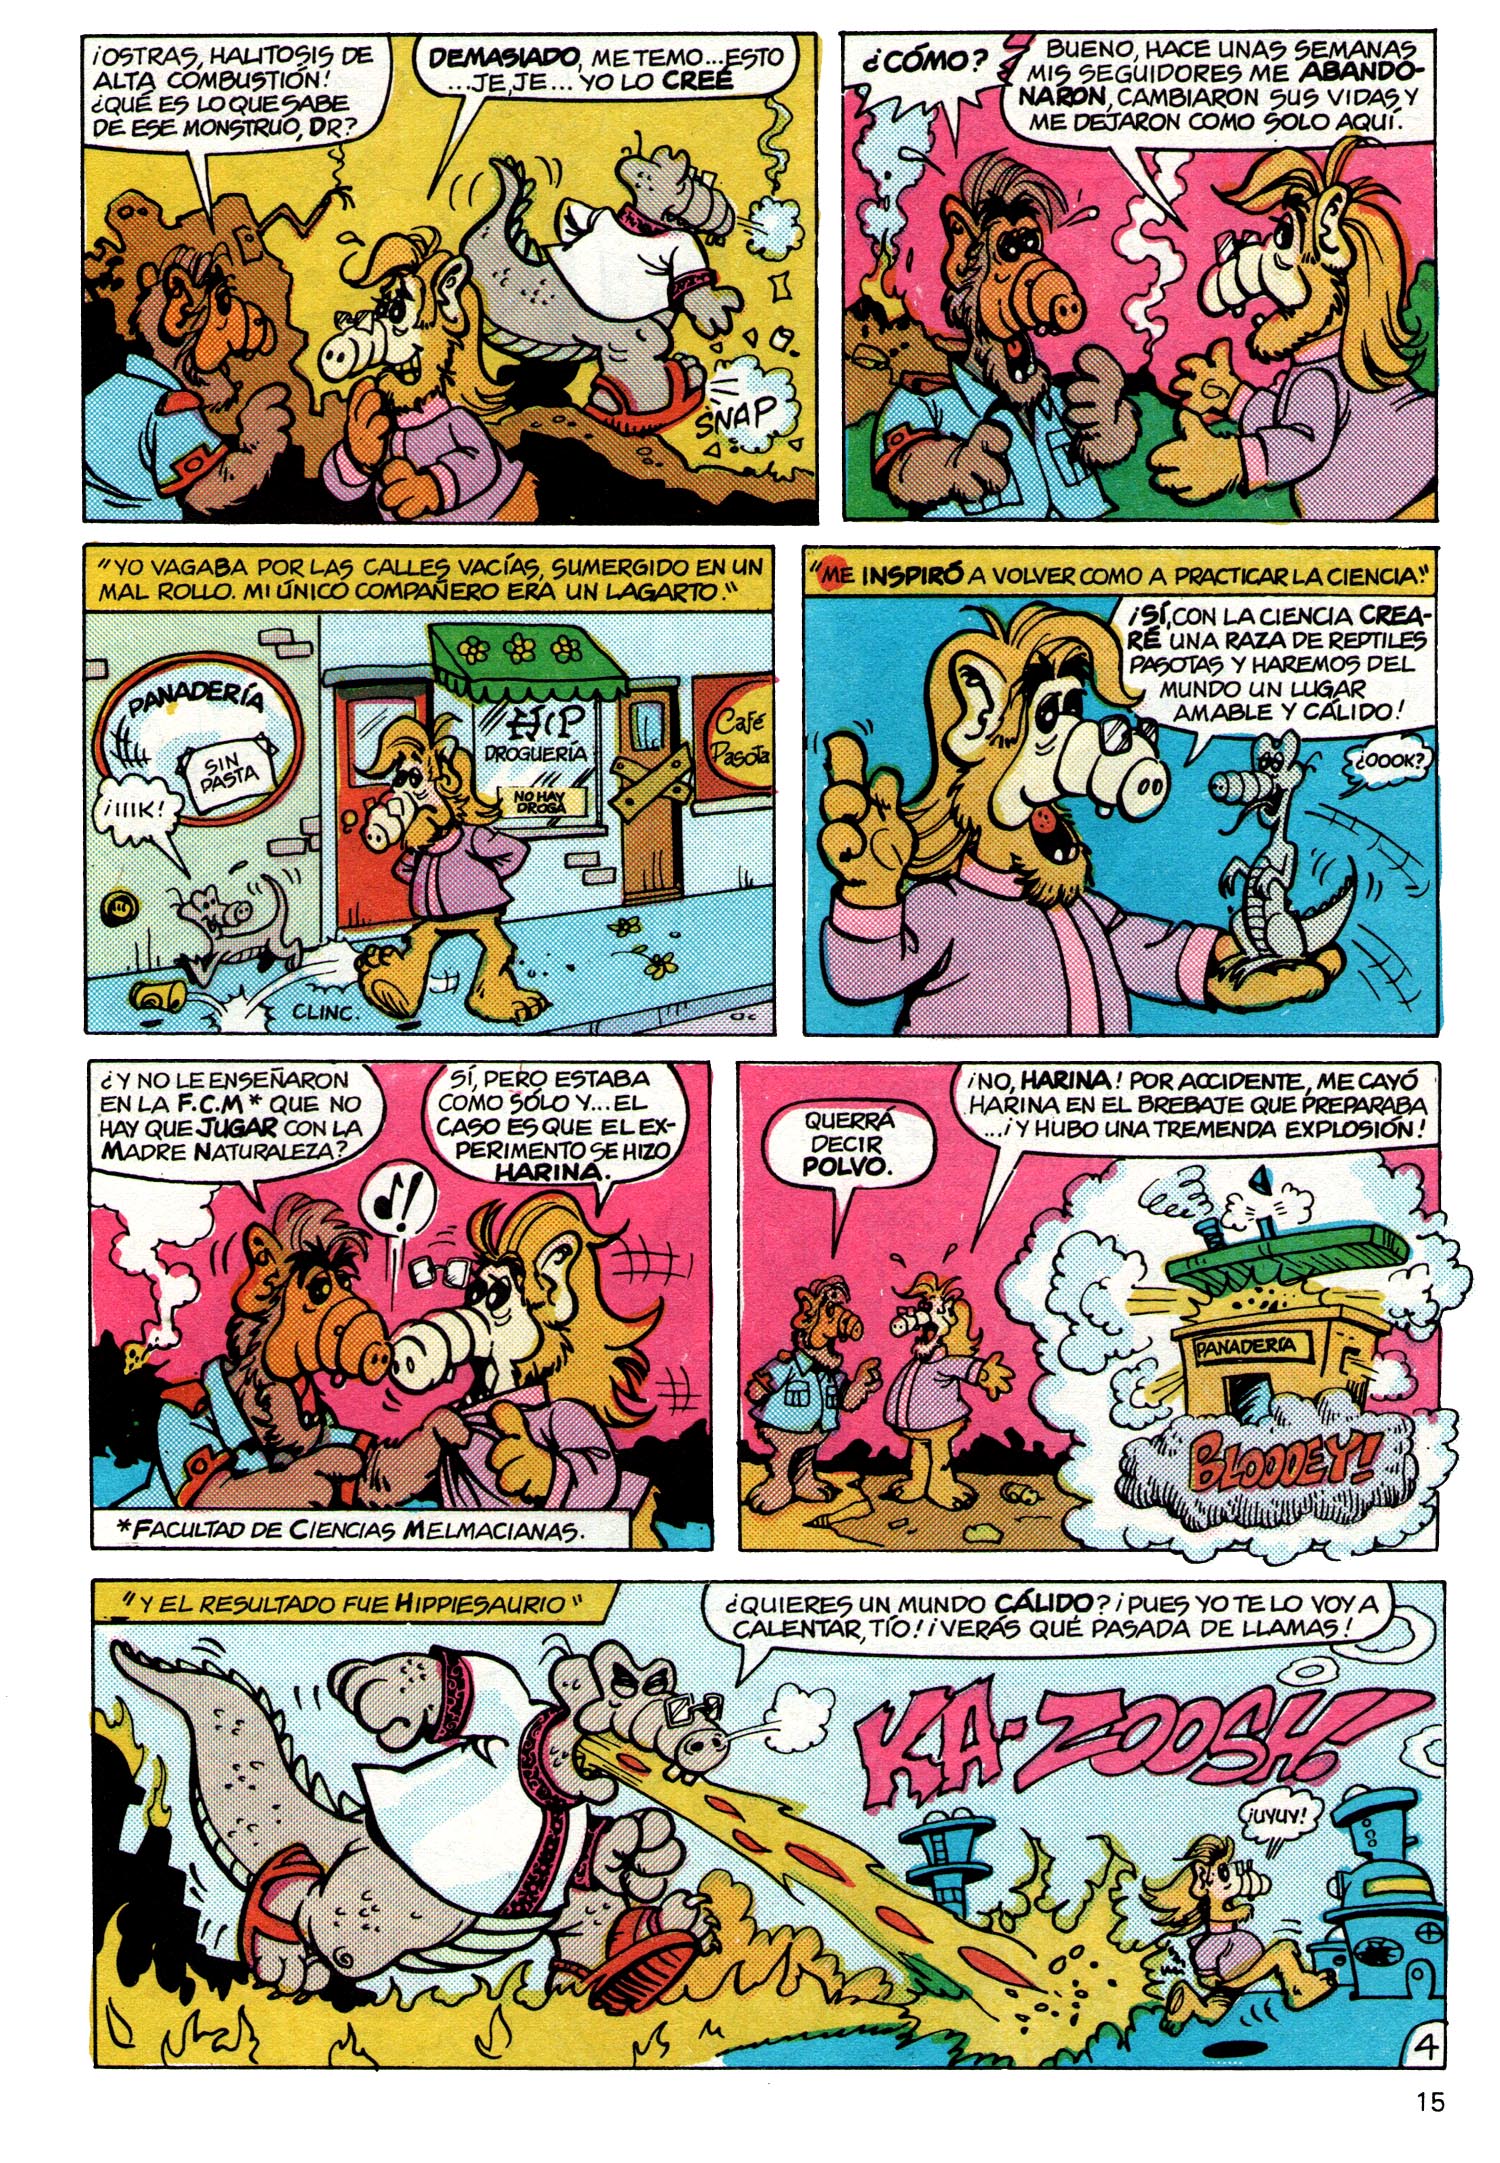 ¡OSTRAS, HALITOSIS DE
ALTA COMBUSTIÓN!
¿QUÉ ES LO QUE SABE
DE ESE MONSTRUO, DR?
DEMASIADO, ME TEMO...ESTO
...JE, JE... YO LO CREÉ
SNAP
¿CÓMO?
BUENO, HACE UNAS SEMANAS
MIS SEGUIDORES ME ABANDO-
NARON, CAMBIARON SUS VIDAS Y
ME DEJARON COMO SOLO AQUÍ.
"YO VAGABA POR LAS CALLES VACÍAS, SUMERGIDO EN UN
MAL ROLLO. MI ÚNICO COMPAÑERO ERA UN LAGARTO."
PANADERÍA
SIN
PASTA
¡IIIK!
HIP
DROGUERÍA
NO HAY
DROGA
Café
Pasota
CLINC.
"ME INSPIRÓ A VOLVER COMO A PRACTICAR LA CIENCIA."
¡SÍ, CON LA CIENCIA CREA-
RÉ UNA RAZA DE REPTILES
PASOTAS Y HAREMOS DEL
MUNDO UN LUGAR
AMABLE Y CÁLIDO!
¿OOOK?
¿Y NO LE ENSEÑARON
EN LA F.C.M* QUE NO
HAY QUE JUGAR CON LA
MADRE NATURALEZA?
SÍ, PERO ESTABA
COMO SÓLO Y...EL
CASO ES QUE EL EX-
PERIMENTO SE HIZO
HARINA.
!
*FACULTAD DE CIENCIAS MELMACIANAS.
QUERRÁ
DECIR
POLVO.
¡NO, HARINA! POR ACCIDENTE, ME CAYÓ
HARINA EN EL BREBAJE QUE PREPARABA
...¡Y HUBO UNA TREMENDA EXPLOSIÓN!
PANADERÍA
BLOOOEY!
"Y EL RESULTADO FUE HIPPIESAURIO"
¿QUIERES UN MUNDO CÁLIDO? ¡PUES YO TE LO VOY A
CALENTAR, TÍO! ¡VERÁS QUÉ PASADA DE LLAMAS!
KA-ZOOSH!
¡UYUY!
4
15